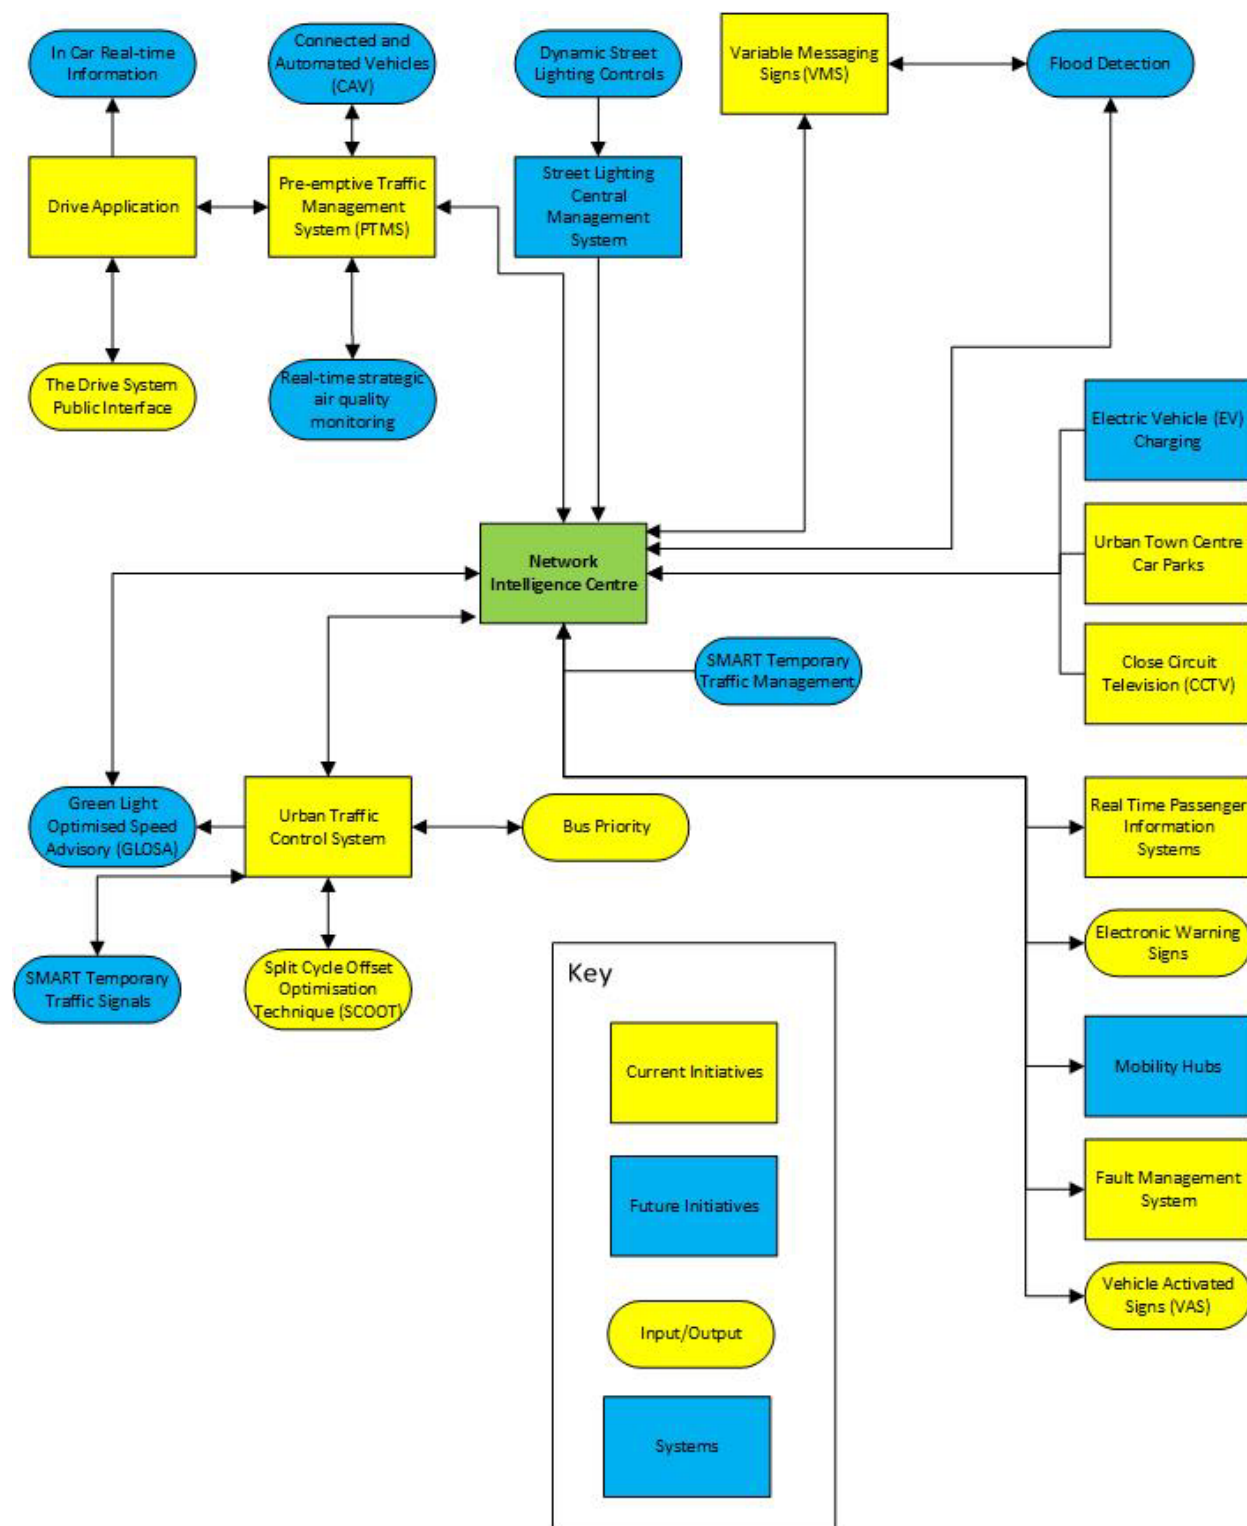 In Car Real-time
Information
Connected and
Automated Vehicles
(CAV)
Dynamic Street
Lighting Controls
Variable Messaging
Signs (VMS)
Flood Detection
Drive Application
Pre-emptive Traffic
Management
System (PTMS)
Street Lighting
Central
Management
System
The Drive System
Public Interface
Real-time strategic
air quality
monitoring
Electric Vehicle (EV)
Charging
Urban Town Centre
Car Parks
Close Circuit
Television (CCTV)
Network
Intelligence Centre
SMART Temporary
Traffic Management
Green Light
Optimised Speed
Advisory (GLOSA)
Urban Traffic
Control System
Bus Priority
Real Time Passenger
Information
Systems
SMART Temporary
Traffic Signals
Split Cycle Offset
Optimisation
Technique (SCOOT)
Electronic Warning
Signs
Mobility Hubs
Fault Management
System
Vehicle Activated
Signs (VAS)
Key
Current Initiatives
Future Initiatives
Input/Output
Systems